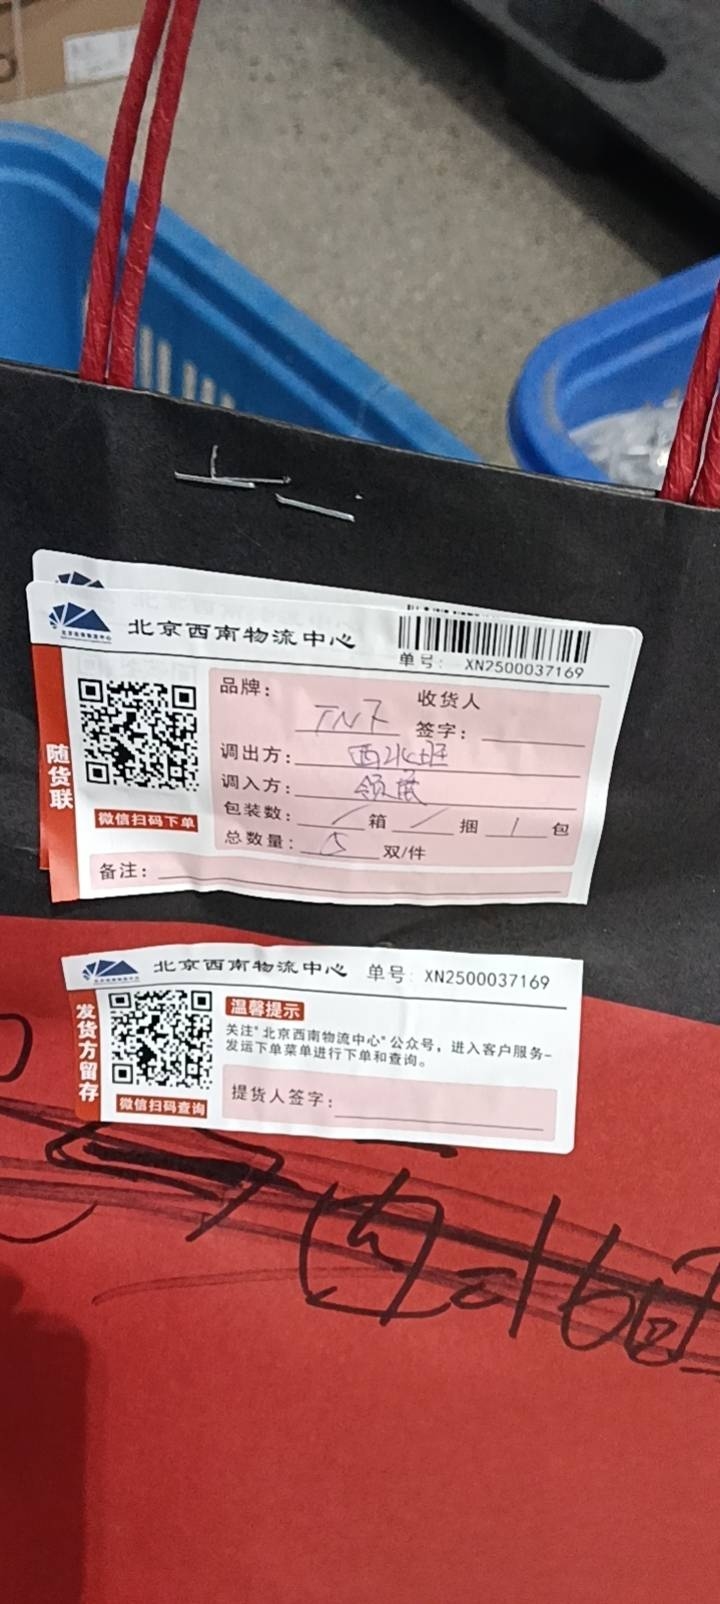 北京西南物流中心
单号: XN2500037169
随货联
微信扫码下单
品牌: TNF
收货人
签字:
调出方: 西北旺
调入方: 领展
包装数: / 箱 / 捆 1 包
总数量: 5 双/件
备注:
北京西南物流中心 单号: XN2500037169
发货方留存
微信扫码查询
温馨提示
关注"北京西南物流中心"公众号，进入客户服务-
发运下单菜单进行下单和查询。
提货人签字: